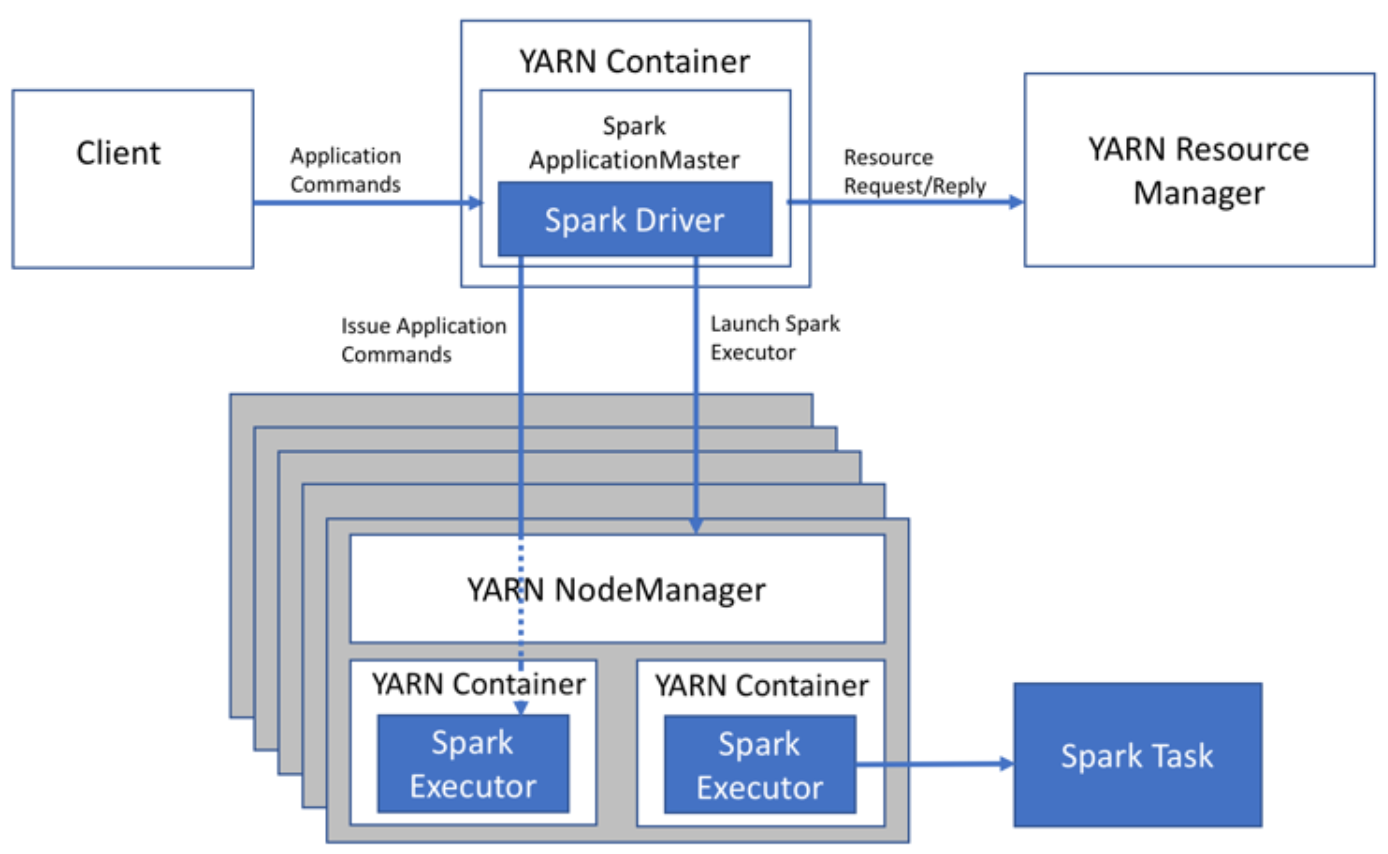 YARN Container
Client
Spark
ApplicationMaster
Application
Commands
Spark Driver
Resource
Request/Reply
YARN Resource
Manager
Issue Application
Commands
Launch Spark
Executor
YARN NodeManager
YARN Container
Spark
Executor
YARN Container
Spark
Executor
Spark Task